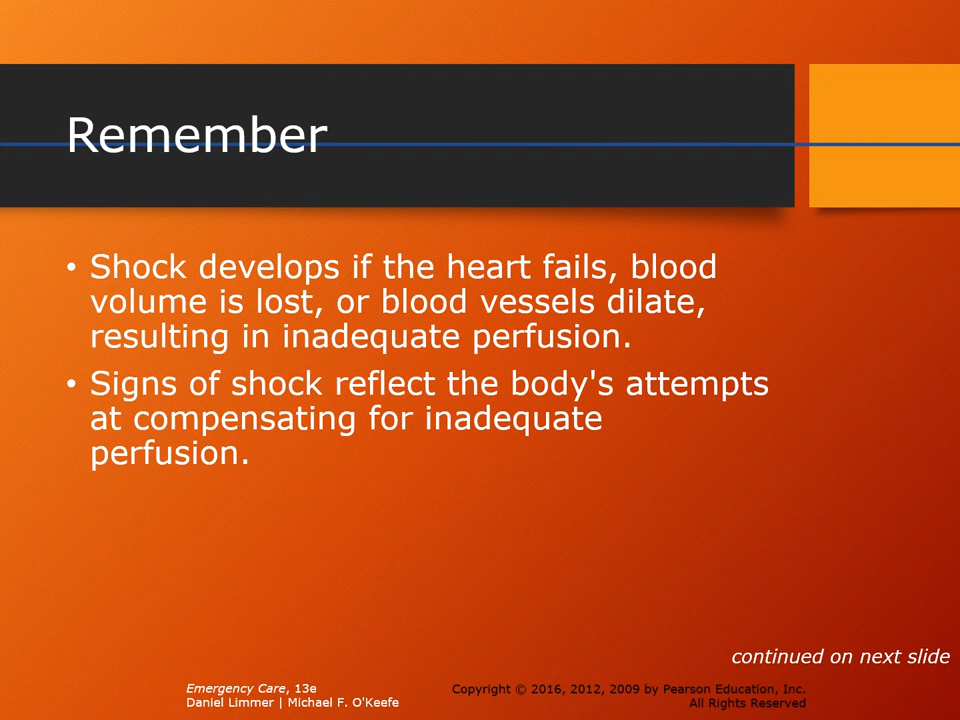 Remember
• Shock develops if the heart fails, blood
volume is lost, or blood vessels dilate,
resulting in inadequate perfusion.
• Signs of shock reflect the body's attempts
at compensating for inadequate
perfusion.
continued on next slide
Emergency Care, 13e
Daniel Limmer | Michael F. O'Keefe
Copyright © 2016, 2012, 2009 by Pearson Education, Inc.
All Rights Reserved